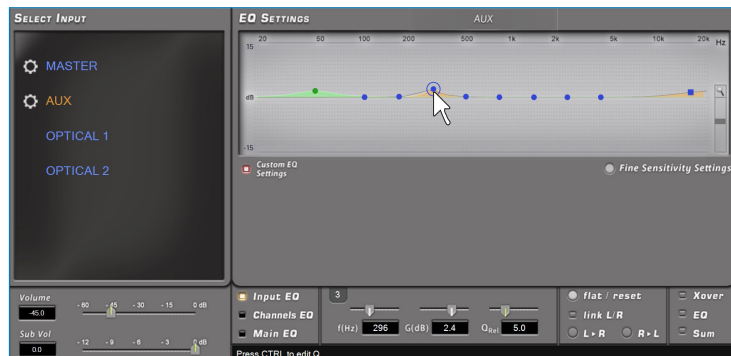 SELECT INPUT
MASTER
AUX
OPTICAL 1
OPTICAL 2
Volume
-45.0
-60 -45 -30 -15 0 dB
Sub Vol
0.0
-12 -9 -6 -3 0 dB
EQ SETTINGS AUX
20 50 100 200 500 1k 2k 5k 10k 20k Hz
15
dB
-15
Custom EQ
Settings
Fine Sensitivity Settings
Input EQ
Channels EQ
Main EQ
3
f(Hz) 296 G(dB) 2.4 QRel 5.0
flat / reset
link L/R
L▸R R▸L
Xover
EQ
Sum
Press CTRL to edit Q